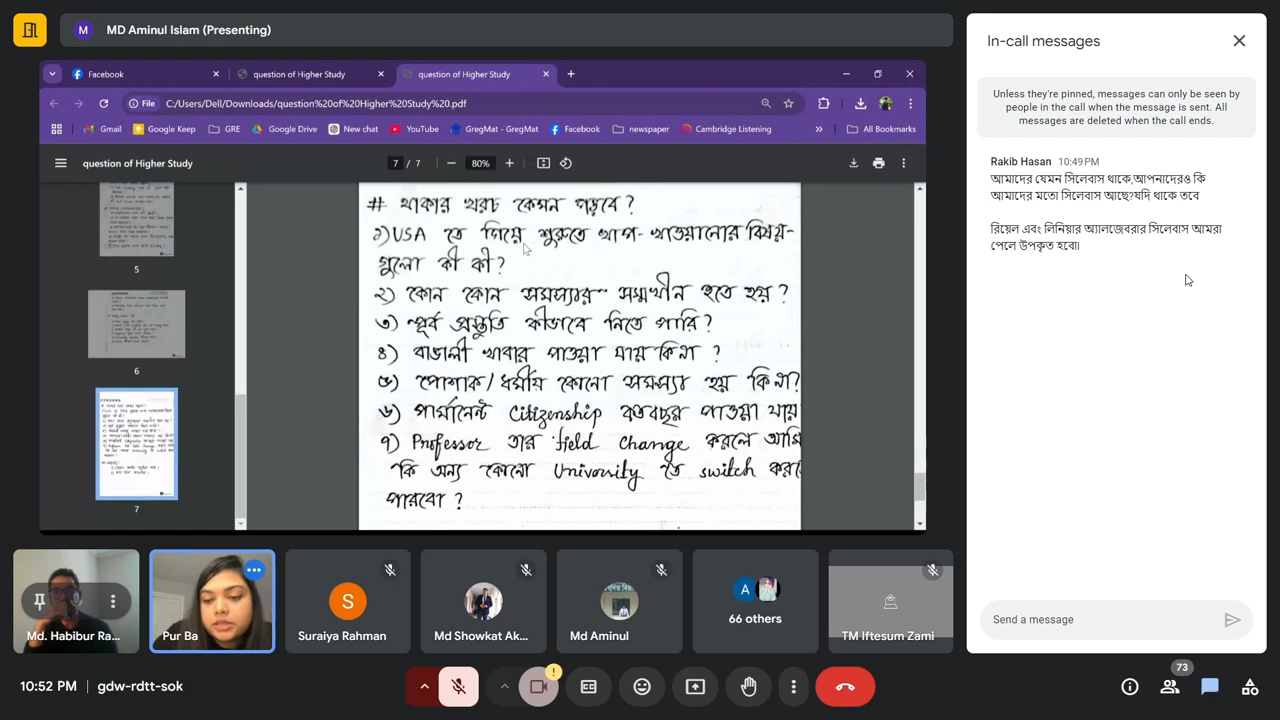 MD Aminul Islam (Presenting)
Facebook
question of Higher Study
question of Higher Study
File
C:/Users/Dell/Downloads/question%20of%20Higher%20Study%20.pdf
Gmail
Google Keep
GRE
Google Drive
New chat
YouTube
GregMat - GregMat
Facebook
newspaper
Cambridge Listening
All Bookmarks
question of Higher Study
7 / 7
80%
5
6
7
# থাকার খরচ কেমন পড়বে ?
১) USA তে গিয়ে শুরুতে খাপ- খাওয়ানোর বিষয়-
গুলো কী কী?
২) কোন কোন সমস্যার সম্মখীন হতে হয় ?
৩) পূর্ব প্রস্তুতি কীভাবে নিতে পারি ?
৪) বাঙালী খাবার পাওয়া যায় কিনা ?
৫) পোশাক/ ধর্মীয় কোনো সমস্যা হয় কিনা?
৬) পার্মানেন্ট Citizenship কতবছর পাওয়া যায়
৭) Professor তার field change করলে আমি
কি অন্য কোনো University তে switch করতে
পারবো ?
In-call messages
Unless they're pinned, messages can only be seen by
people in the call when the message is sent. All
messages are deleted when the call ends.
Rakib Hasan 10:49 PM
আমাদের যেমন সিলেবাস থাকে,আপনাদেরও কি
আমাদের মতো সিলেবাস আছে?যদি থাকে তবে
রিয়েল এবং লিনিয়ার অ্যালজেবরার সিলেবাস আমরা
পেলে উপকৃত হবো৷
Send a message
Md. Habibur Ra...
Pur Ba
S
Suraiya Rahman
Md Showkat Ak...
Md Aminul
A
66 others
TM Iftesum Zami
10:52 PM
gdw-rdtt-sok
73